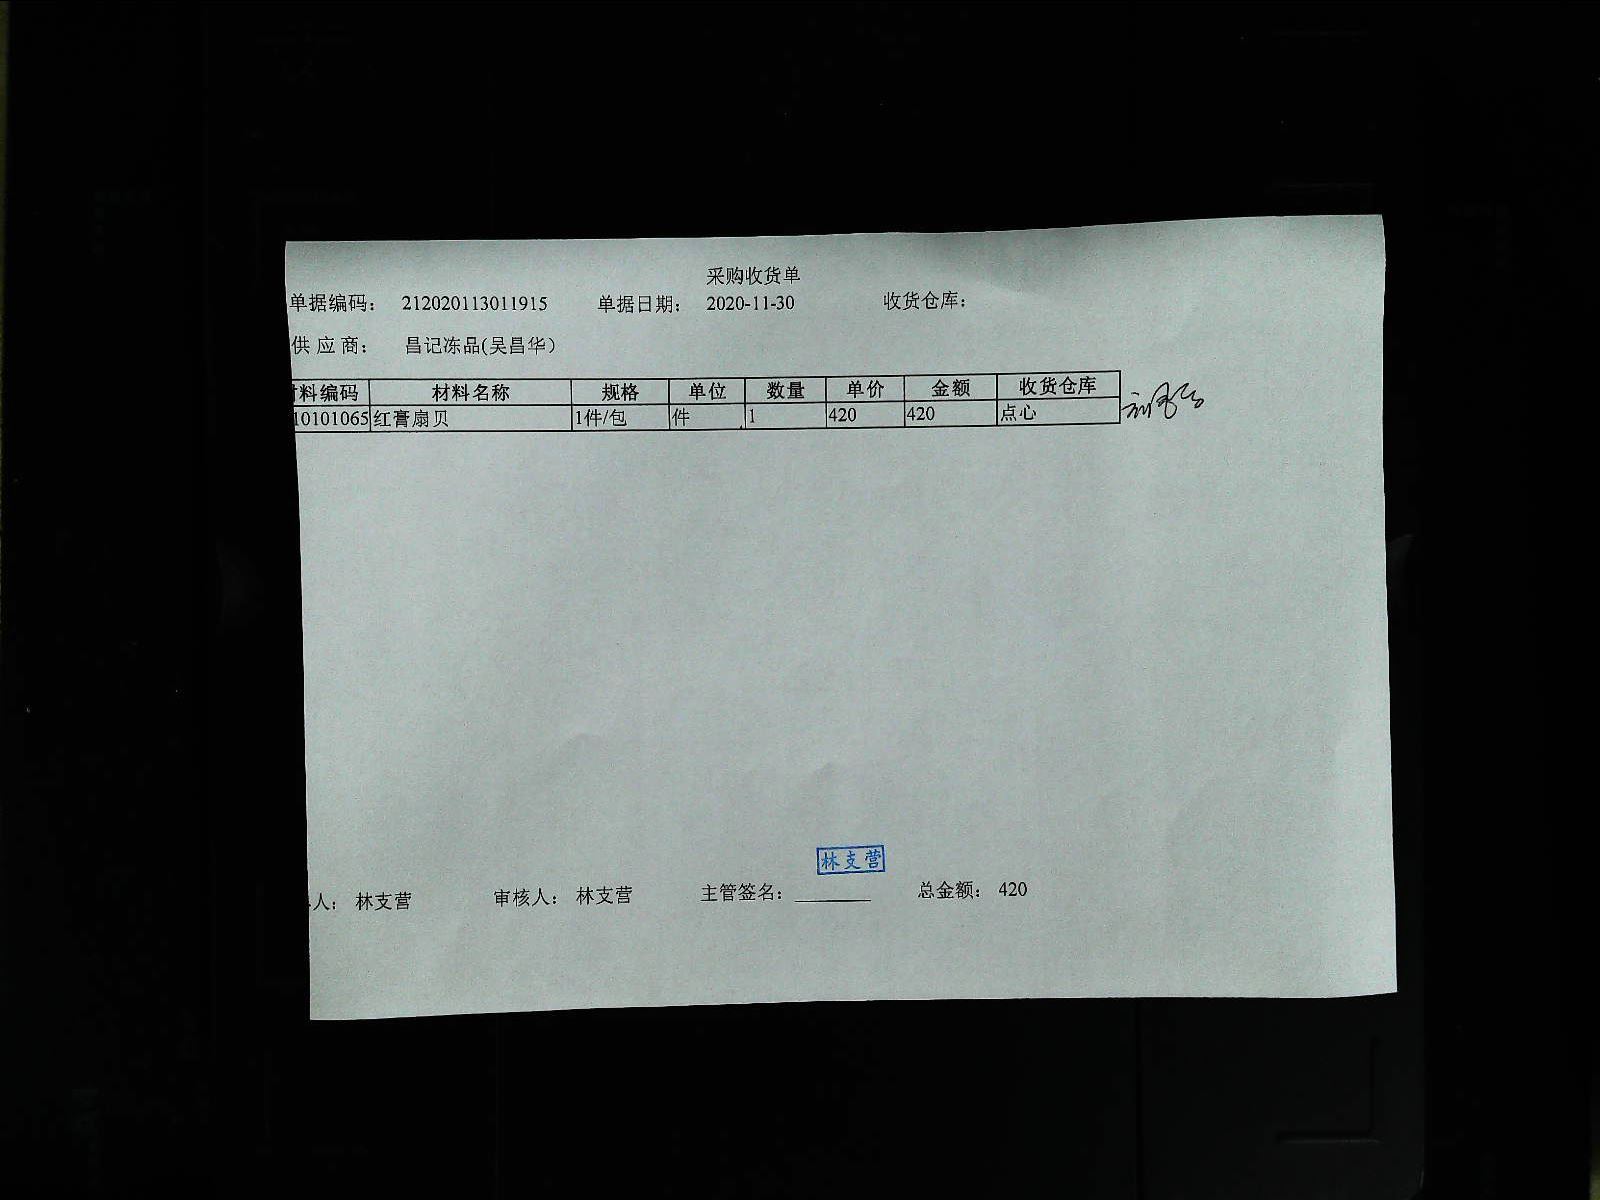 采购收货单
单据编码： 212020113011915 单据日期： 2020-11-30 收货仓库：
供应商： 昌记冻品(吴昌华）
料编码 材料名称 规格 单位 数量 单价 金额 收货仓库
10101065 红膏扇贝 1件/包 件 1 420 420 点心
林支营
人： 林支营 审核人： 林支营 主管签名： 总金额： 420